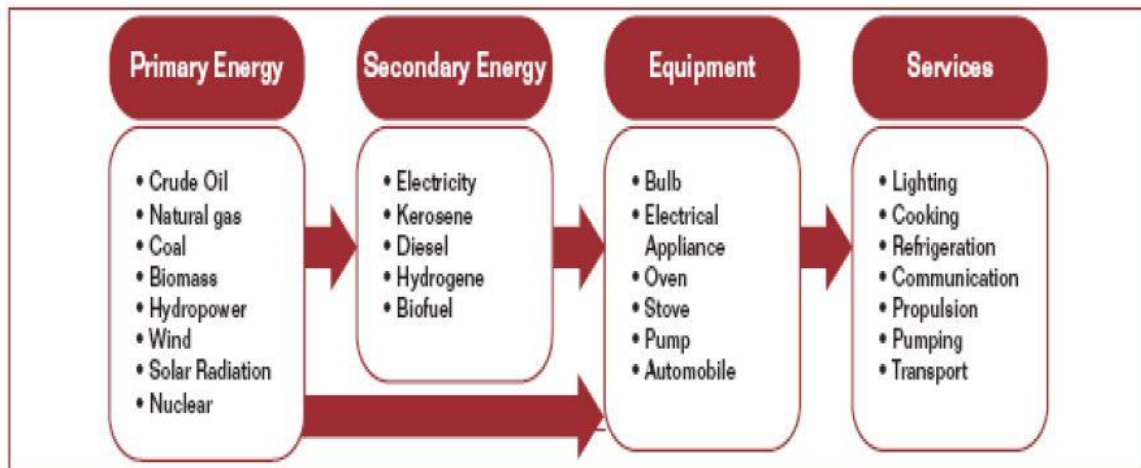 Primary Energy
Secondary Energy
Equipment
Services
• Crude Oil
• Natural gas
• Coal
• Biomass
• Hydropower
• Wind
• Solar Radiation
• Nuclear
• Electricity
• Kerosene
• Diesel
• Hydrogene
• Biofuel
• Bulb
• Electrical
Appliance
• Oven
• Stove
• Pump
• Automobile
• Lighting
• Cooking
• Refrigeration
• Communication
• Propulsion
• Pumping
• Transport